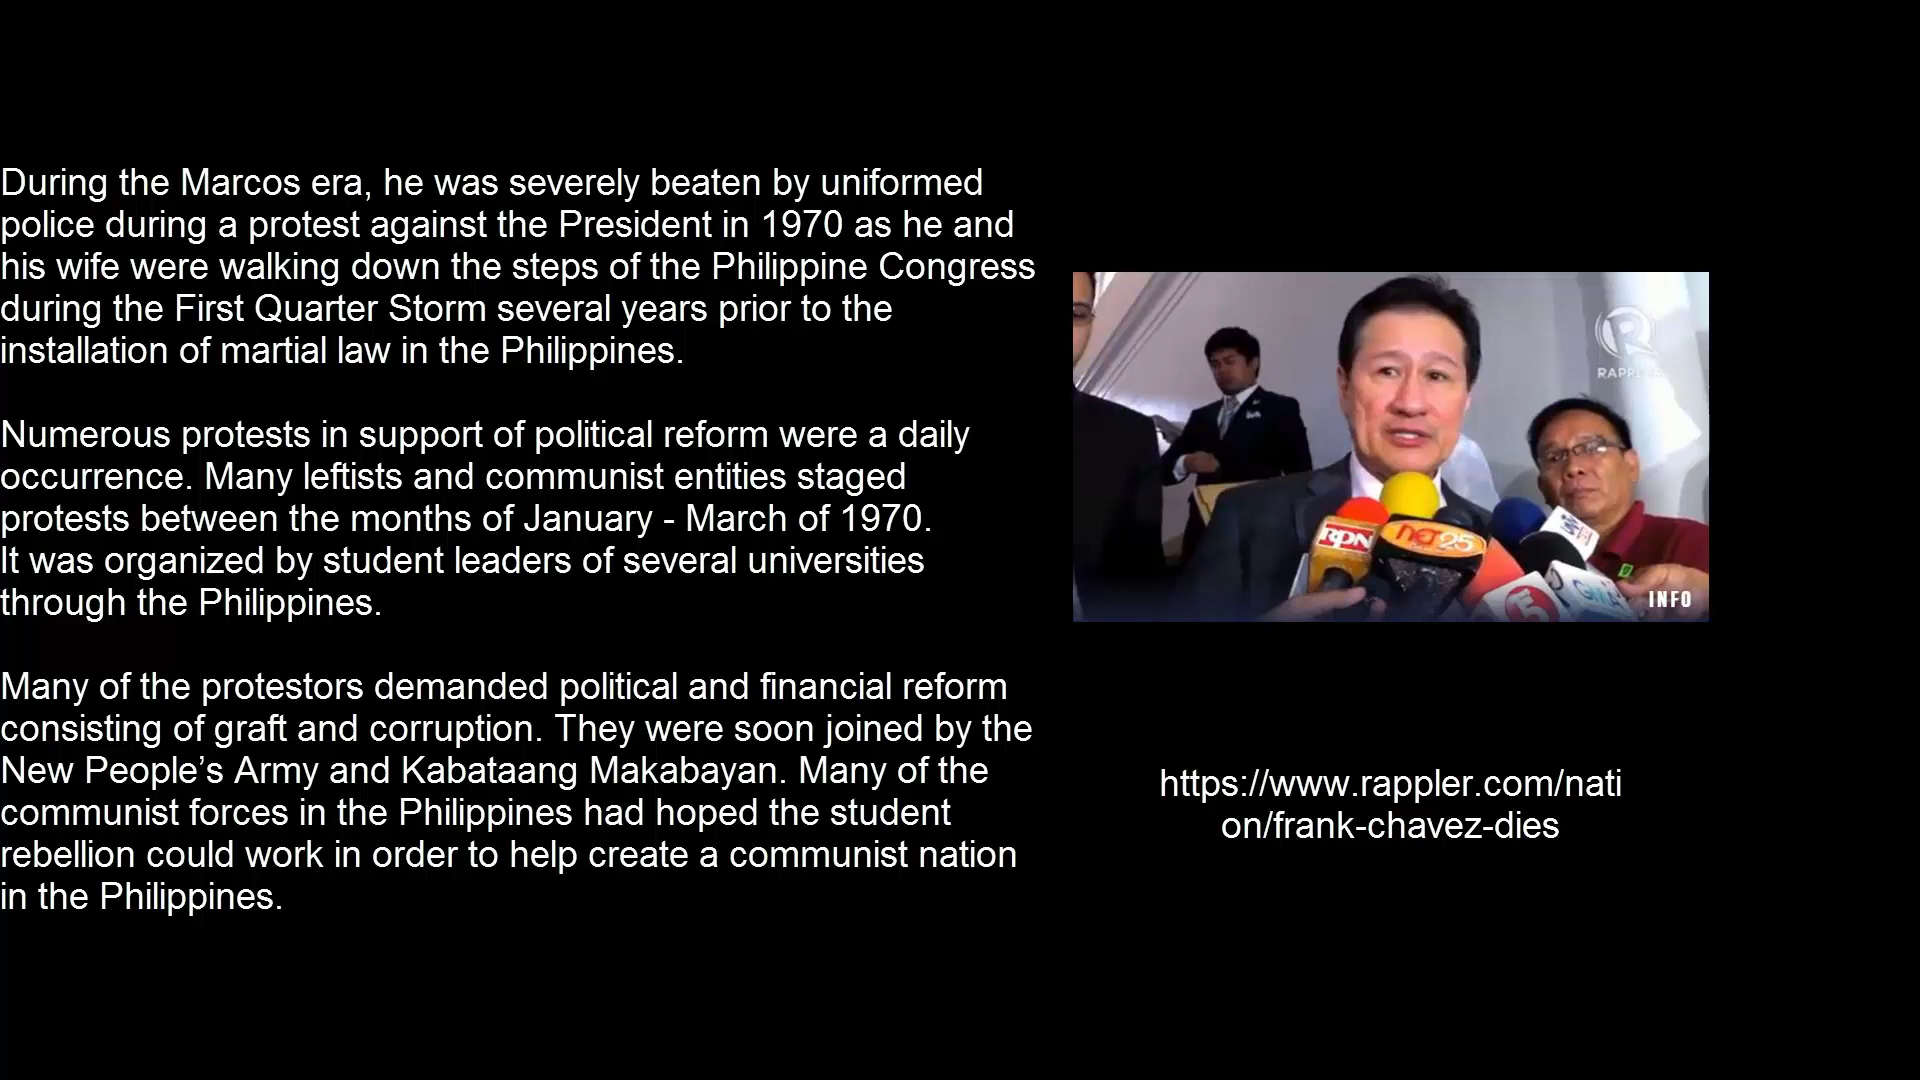 During the Marcos era, he was severely beaten by uniformed
police during a protest against the President in 1970 as he and
his wife were walking down the steps of the Philippine Congress
during the First Quarter Storm several years prior to the
installation of martial law in the Philippines.
Numerous protests in support of political reform were a daily
occurrence. Many leftists and communist entities staged
protests between the months of January - March of 1970.
It was organized by student leaders of several universities
through the Philippines.
Many of the protestors demanded political and financial reform
consisting of graft and corruption. They were soon joined by the
New People’s Army and Kabataang Makabayan. Many of the
communist forces in the Philippines had hoped the student
rebellion could work in order to help create a communist nation
in the Philippines.
R
RAPPLER
RPN
net 25
5
GMA
INFO
https://www.rappler.com/nati
on/frank-chavez-dies